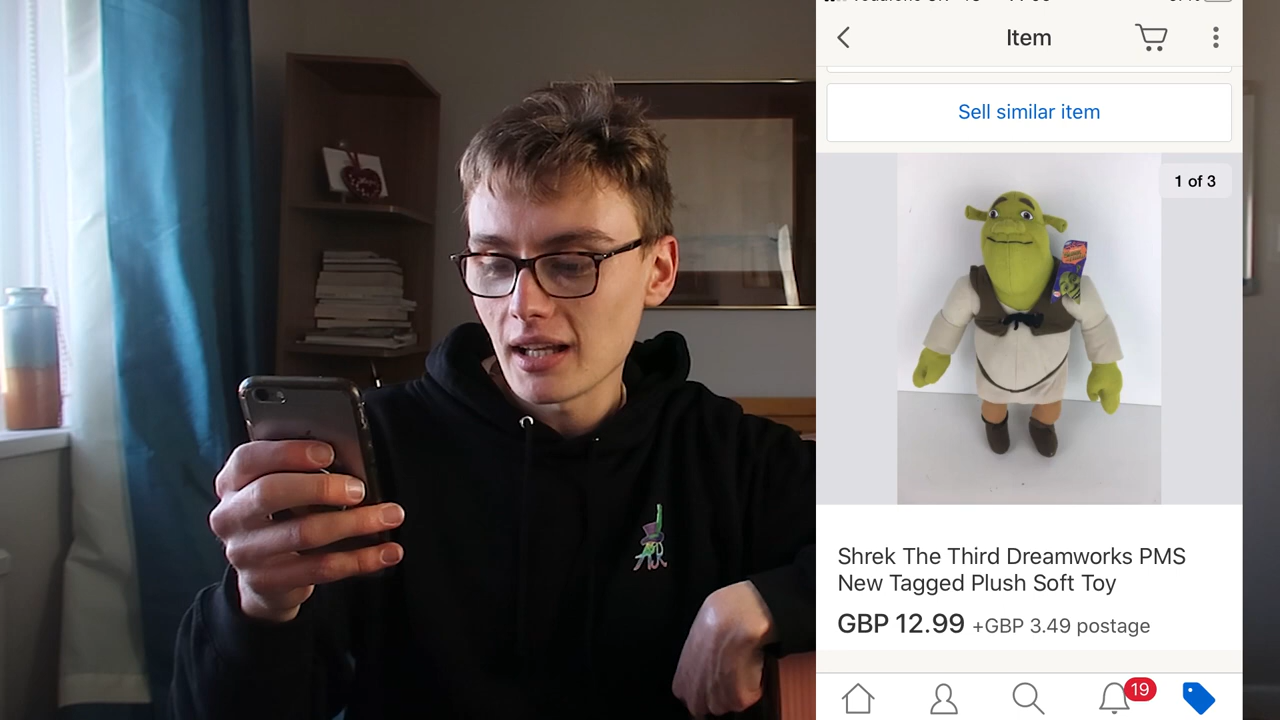 Item
Sell similar item
1 of 3
Shrek The Third Dreamworks PMS
New Tagged Plush Soft Toy
GBP 12.99 +GBP 3.49 postage
19